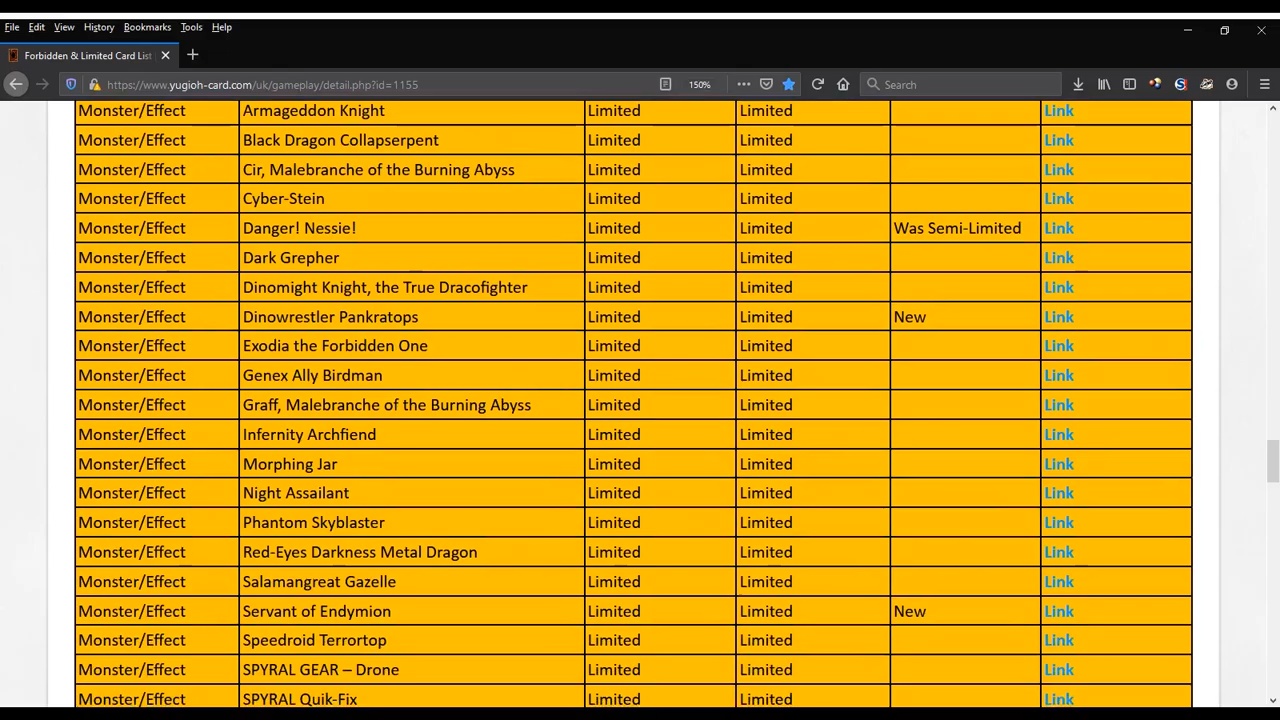 File Edit View History Bookmarks Tools Help
Forbidden & Limited Card List
https://www.yugioh-card.com/uk/gameplay/detail.php?id=1155 150% Search
Monster/Effect Armageddon Knight Limited Limited Link
Monster/Effect Black Dragon Collapserpent Limited Limited Link
Monster/Effect Cir, Malebranche of the Burning Abyss Limited Limited Link
Monster/Effect Cyber-Stein Limited Limited Link
Monster/Effect Danger! Nessie! Limited Limited Was Semi-Limited Link
Monster/Effect Dark Grepher Limited Limited Link
Monster/Effect Dinomight Knight, the True Dracofighter Limited Limited Link
Monster/Effect Dinowrestler Pankratops Limited Limited New Link
Monster/Effect Exodia the Forbidden One Limited Limited Link
Monster/Effect Genex Ally Birdman Limited Limited Link
Monster/Effect Graff, Malebranche of the Burning Abyss Limited Limited Link
Monster/Effect Infernity Archfiend Limited Limited Link
Monster/Effect Morphing Jar Limited Limited Link
Monster/Effect Night Assailant Limited Limited Link
Monster/Effect Phantom Skyblaster Limited Limited Link
Monster/Effect Red-Eyes Darkness Metal Dragon Limited Limited Link
Monster/Effect Salamangreat Gazelle Limited Limited Link
Monster/Effect Servant of Endymion Limited Limited New Link
Monster/Effect Speedroid Terrortop Limited Limited Link
Monster/Effect SPYRAL GEAR – Drone Limited Limited Link
Monster/Effect SPYRAL Quik-Fix Limited Limited Link